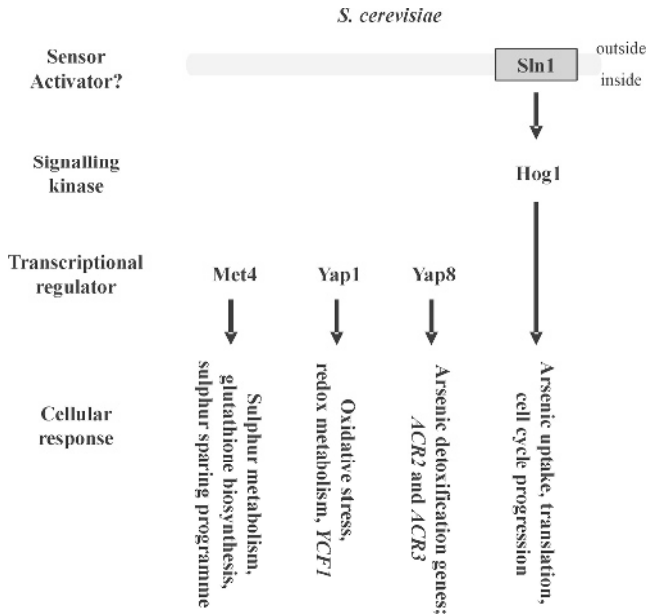 S. cerevisiae
Sensor
Activator?
Sln1
outside
inside
Signalling
kinase
Hog1
Transcriptional
regulator
Met4
Yap1
Yap8
Cellular
response
Sulphur metabolism,
glutathione biosynthesis,
sulphur sparing programme
Oxidative stress,
redox metabolism, YCF1
Arsenic detoxification genes;
ACR2 and ACR3
Arsenic uptake, translation,
cell cycle progression